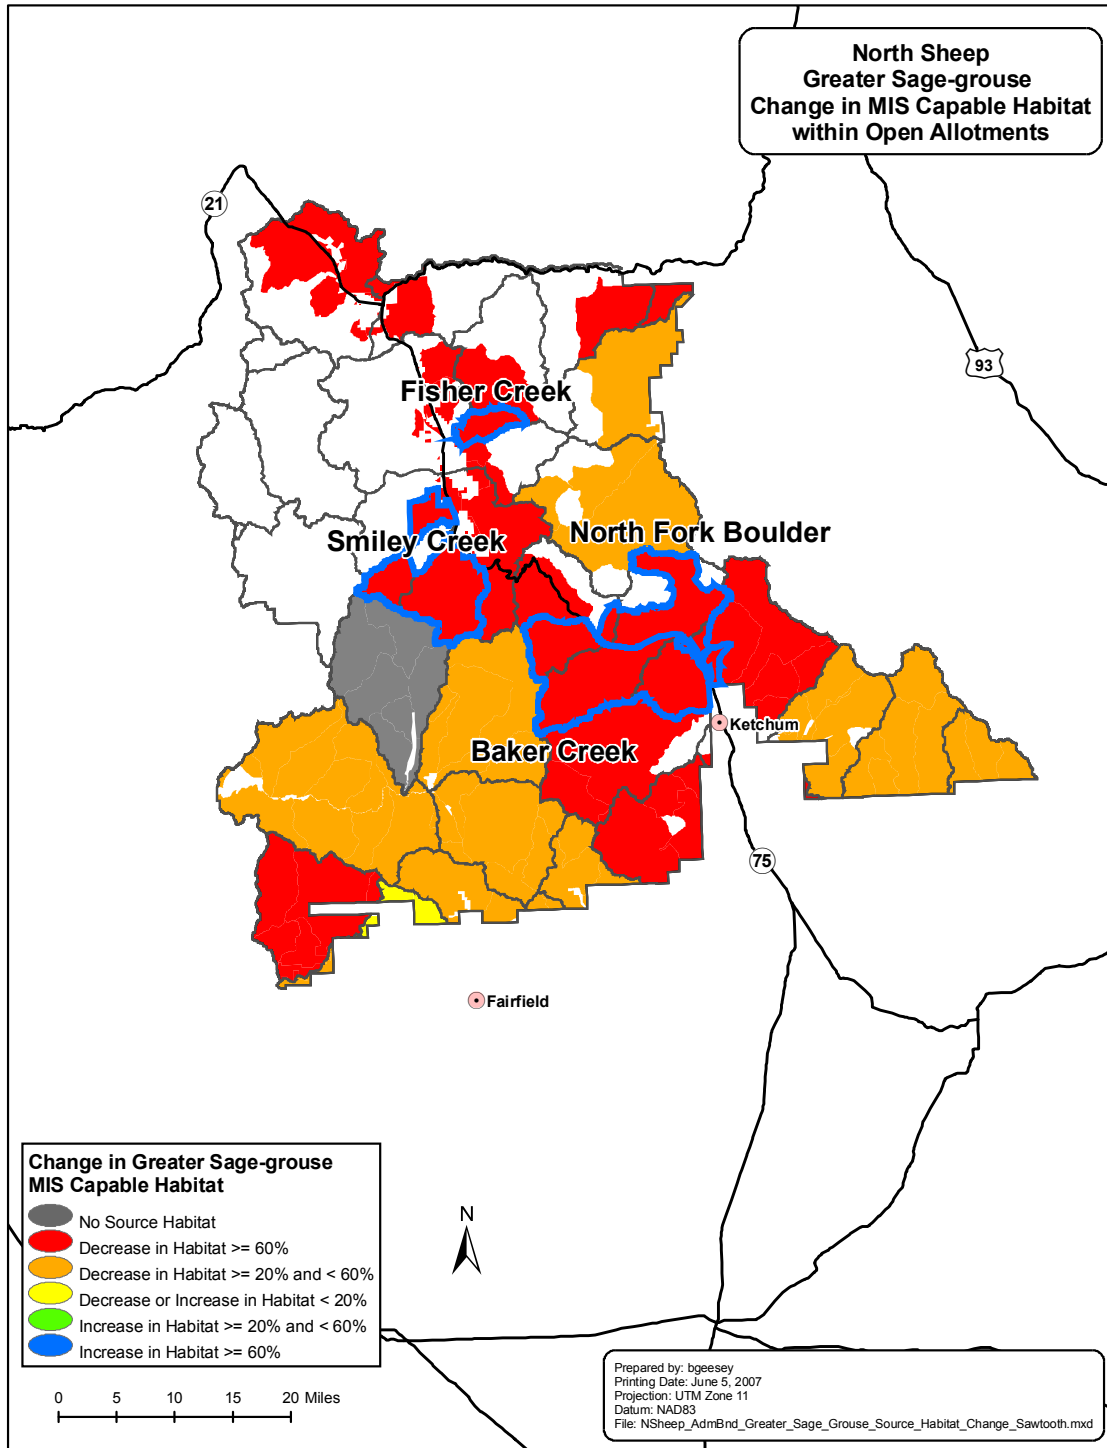 North Sheep
Greater Sage-grouse
Change in MIS Capable Habitat
within Open Allotments
21
93
Fisher Creek
Smiley Creek
North Fork Boulder
Baker Creek
Ketchum
75
Fairfield
Change in Greater Sage-grouse
MIS Capable Habitat
No Source Habitat
Decrease in Habitat >= 60%
Decrease in Habitat >= 20% and < 60%
Decrease or Increase in Habitat < 20%
Increase in Habitat >= 20% and < 60%
Increase in Habitat >= 60%
N
0 5 10 15 20 Miles
Prepared by: bgeesey
Printing Date: June 5, 2007
Projection: UTM Zone 11
Datum: NAD83
File: NSheep_AdmBnd_Greater_Sage_Grouse_Source_Habitat_Change_Sawtooth.mxd